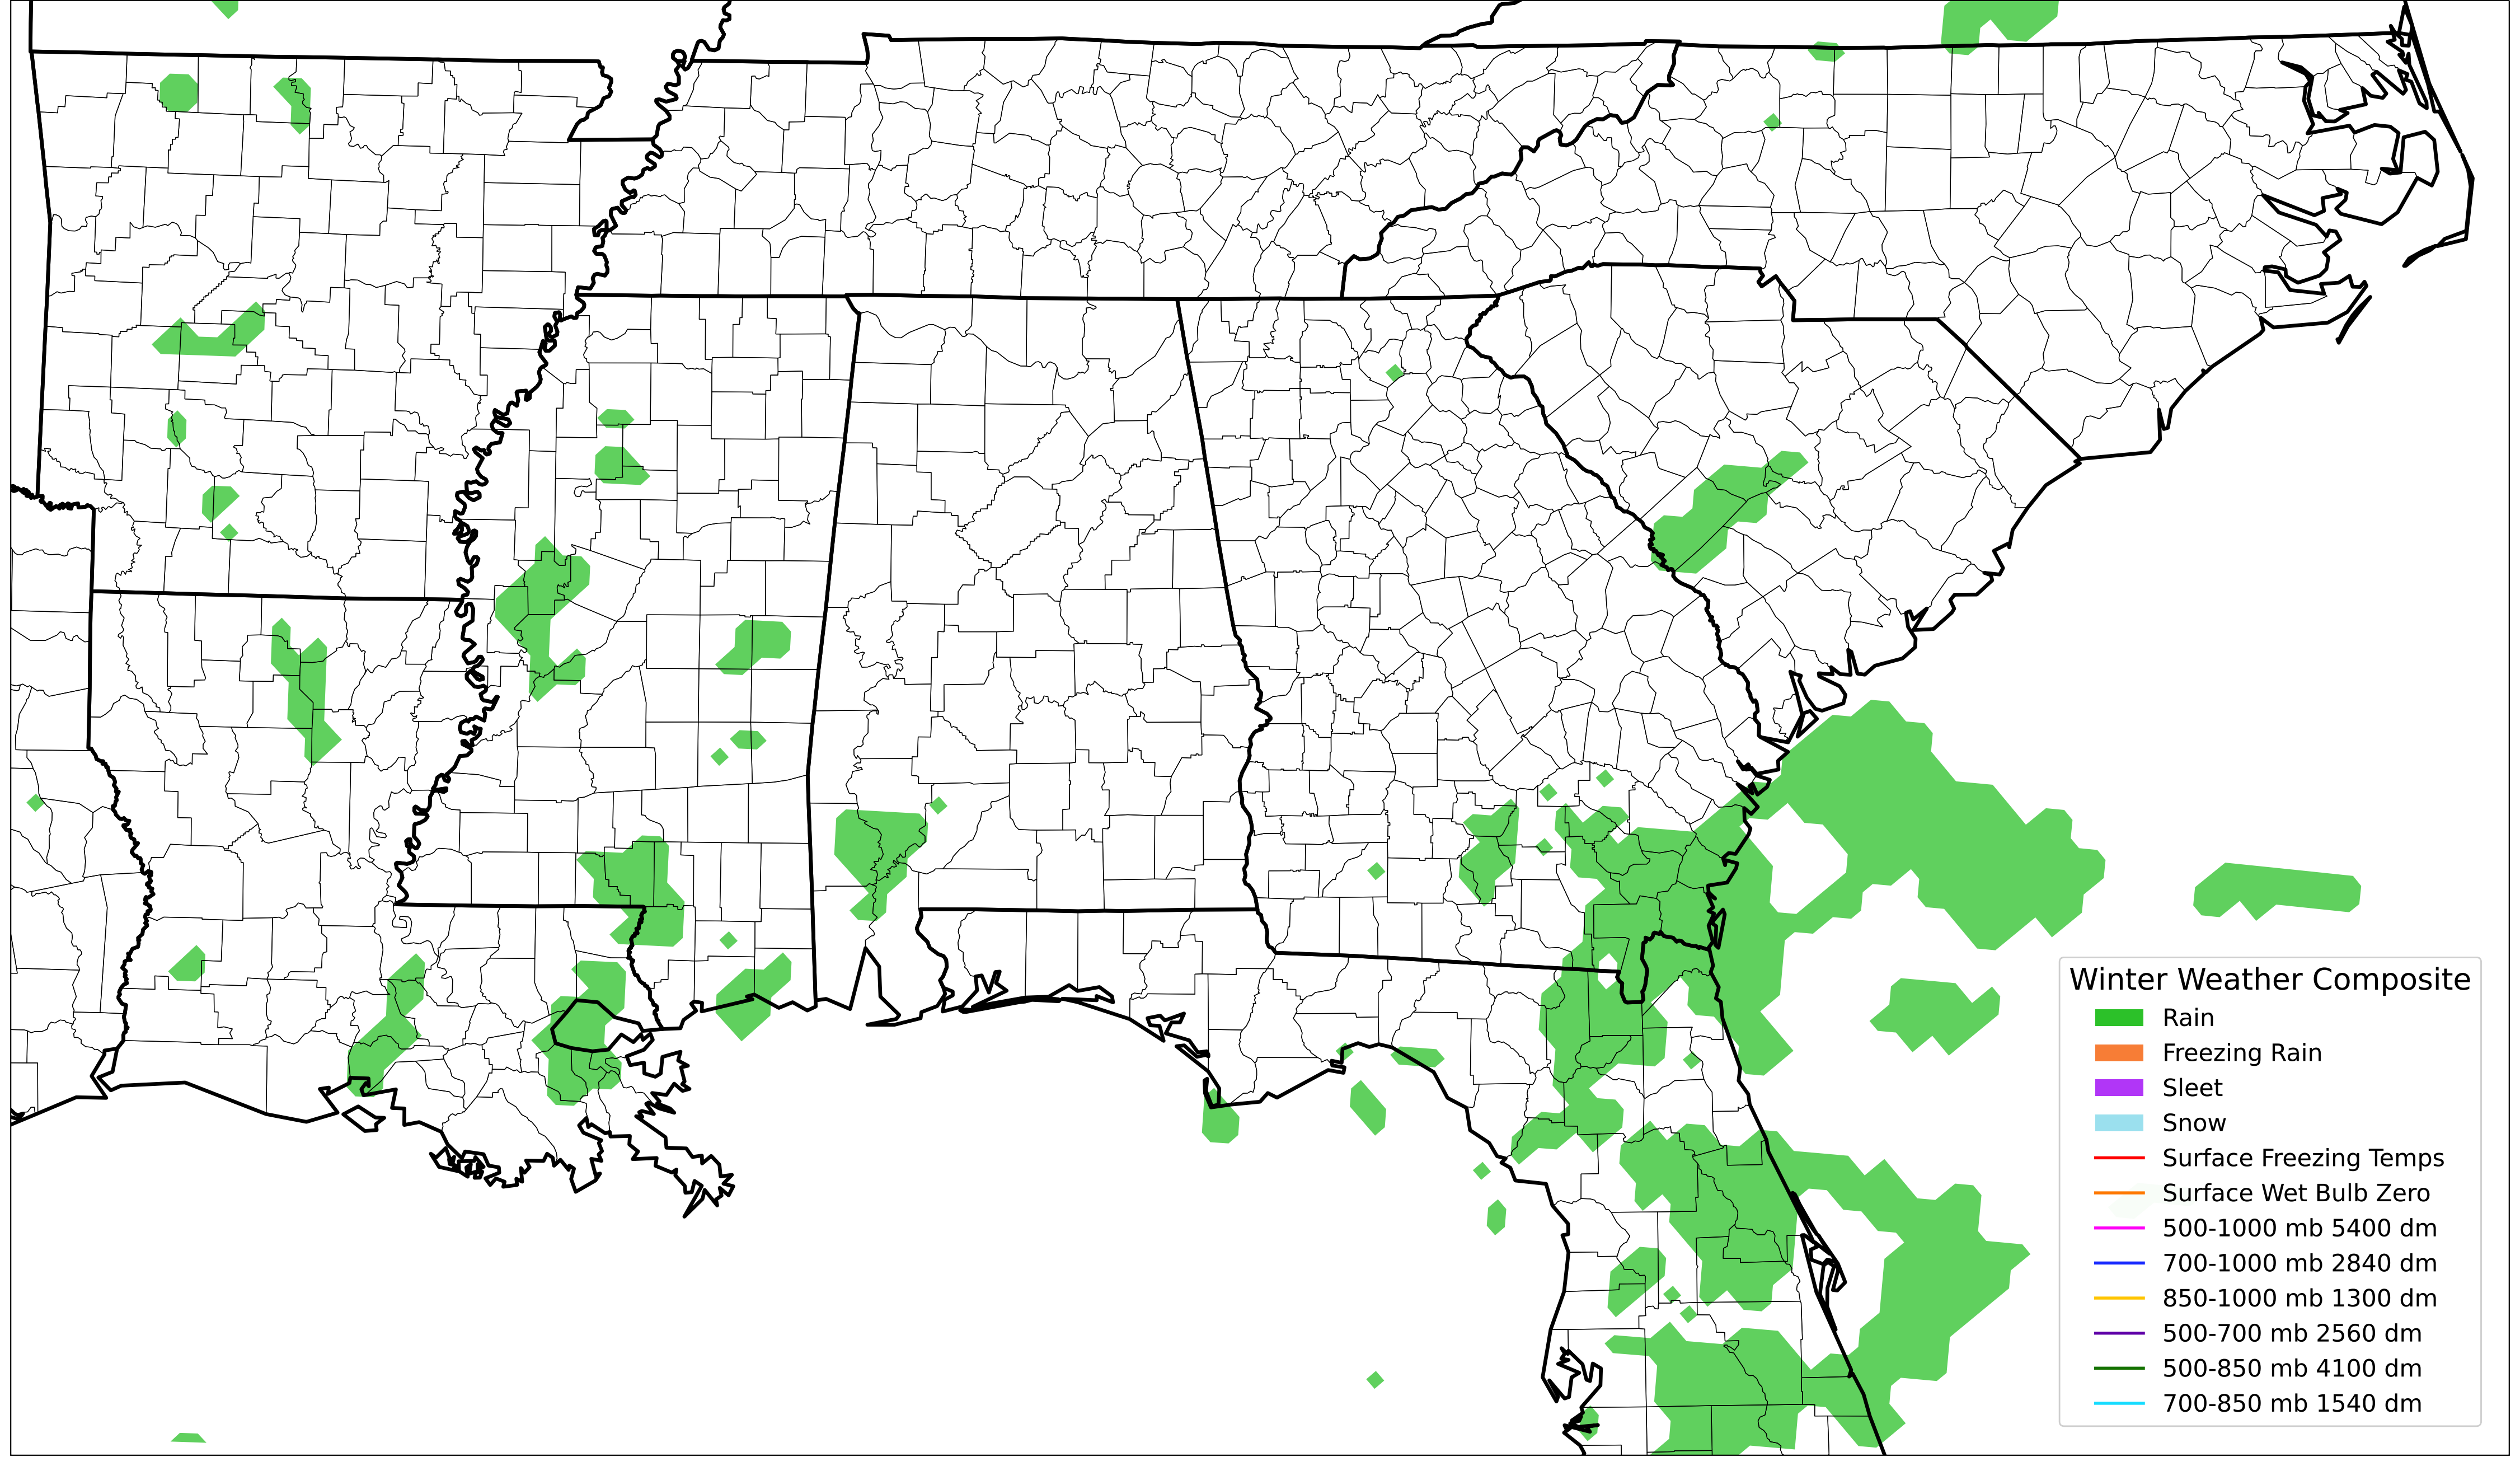 Winter Weather Composite
Rain
Freezing Rain
Sleet
Snow
Surface Freezing Temps
Surface Wet Bulb Zero
500-1000 mb 5400 dm
700-1000 mb 2840 dm
850-1000 mb 1300 dm
500-700 mb 2560 dm
500-850 mb 4100 dm
700-850 mb 1540 dm